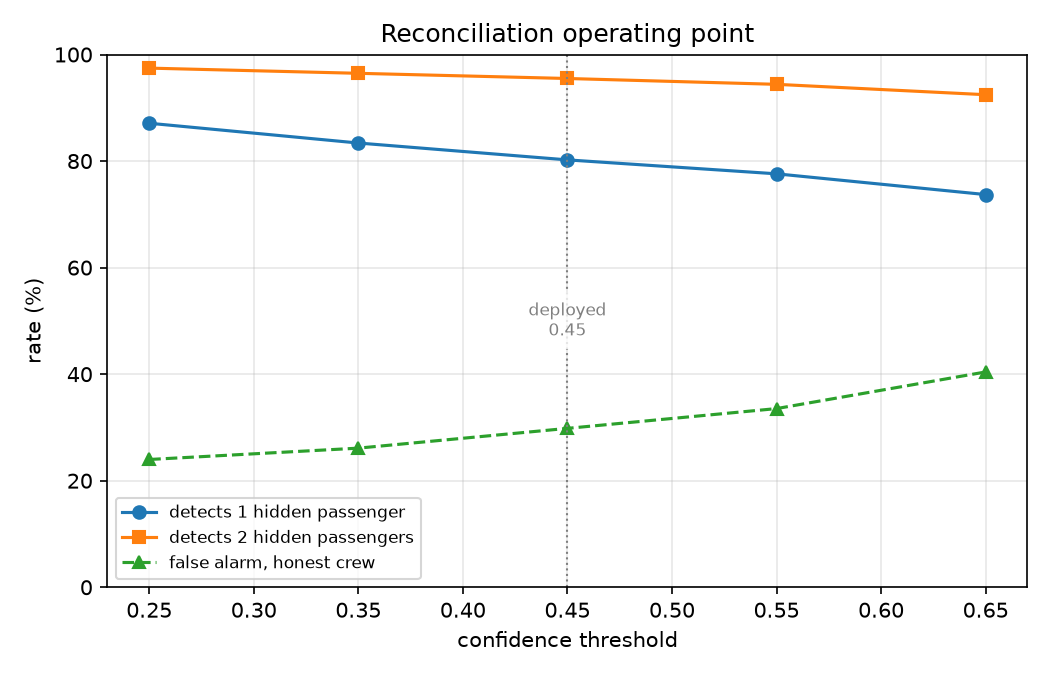 Reconciliation operating point
100
80
60
40
20
0
rate (%)
deployed
0.45
detects 1 hidden passenger
detects 2 hidden passengers
false alarm, honest crew
0.25 0.30 0.35 0.40 0.45 0.50 0.55 0.60 0.65
confidence threshold